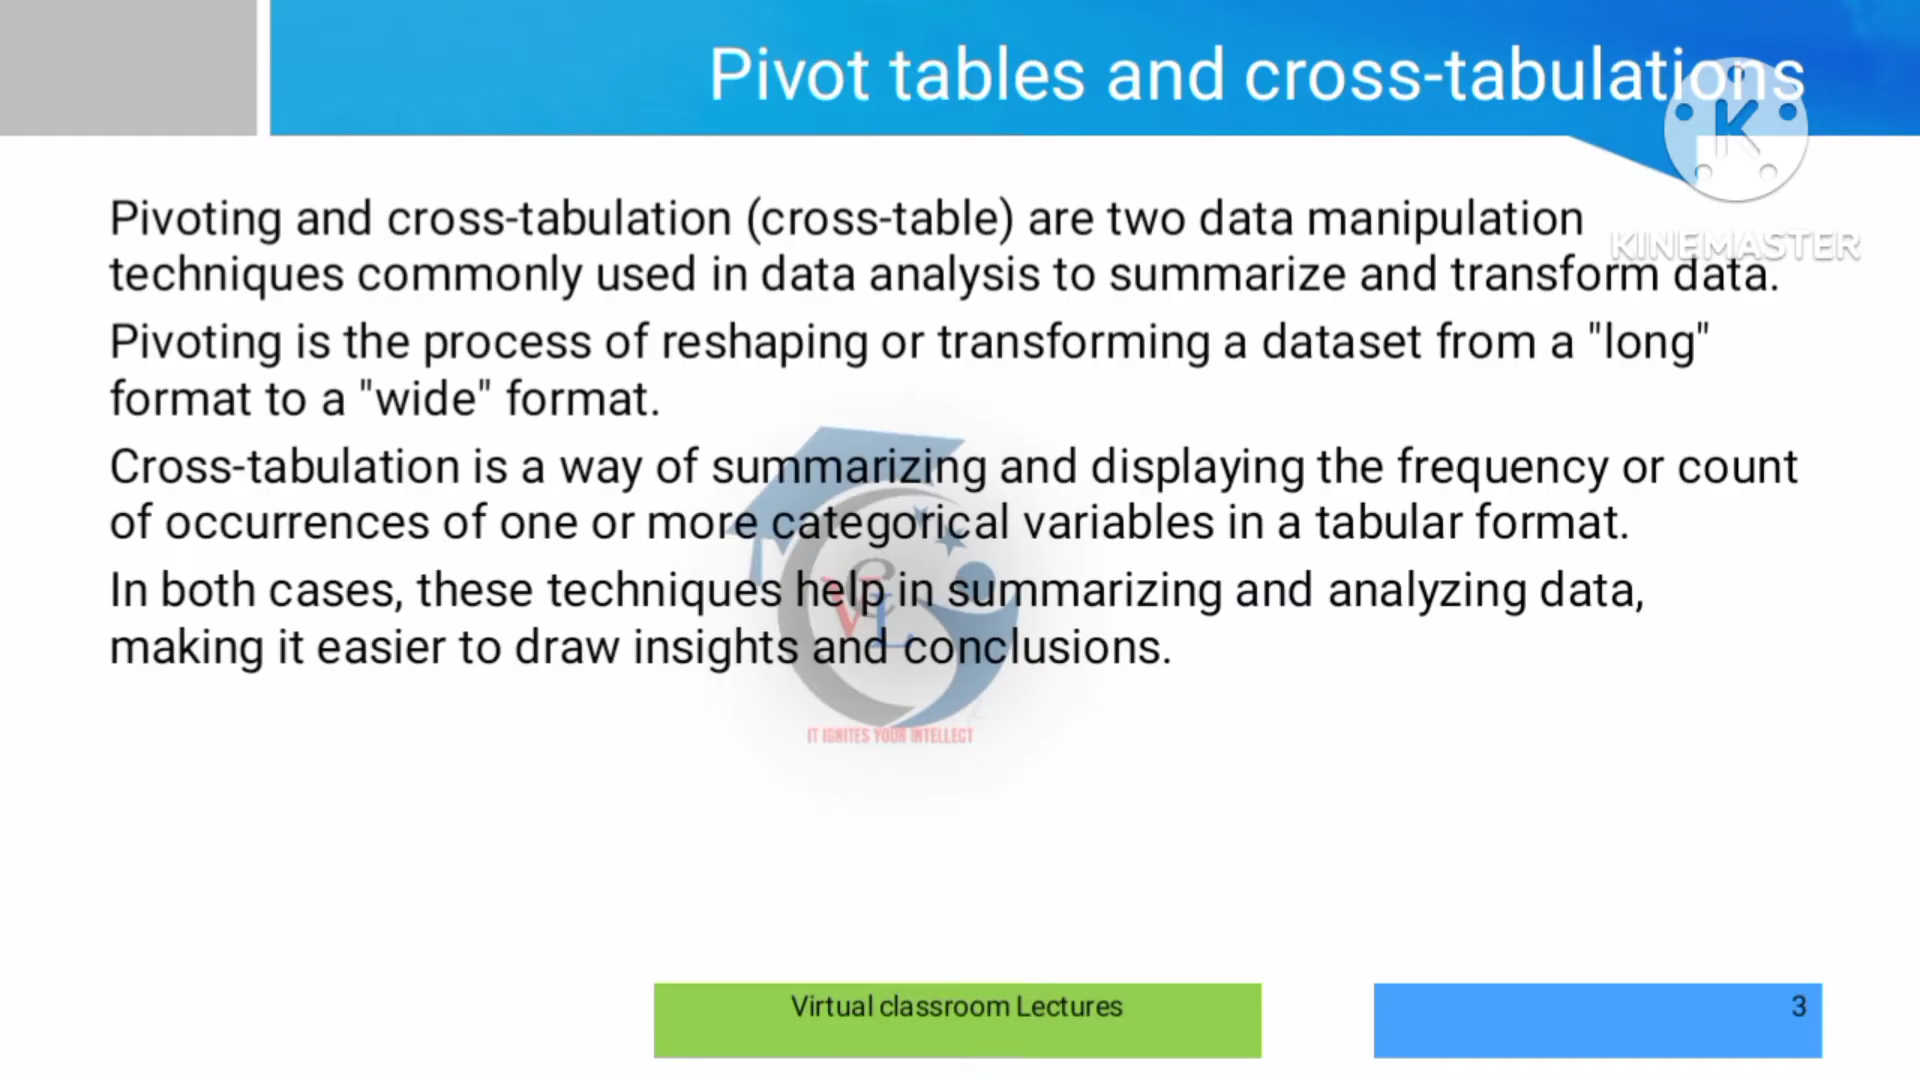 Pivot tables and cross-tabulations
K
KINEMASTER
Pivoting and cross-tabulation (cross-table) are two data manipulation
techniques commonly used in data analysis to summarize and transform data.
Pivoting is the process of reshaping or transforming a dataset from a "long"
format to a "wide" format.
Cross-tabulation is a way of summarizing and displaying the frequency or count
of occurrences of one or more categorical variables in a tabular format.
In both cases, these techniques help in summarizing and analyzing data,
making it easier to draw insights and conclusions.
VCL
IT IGNITES YOUR INTELLECT
Virtual classroom Lectures
3